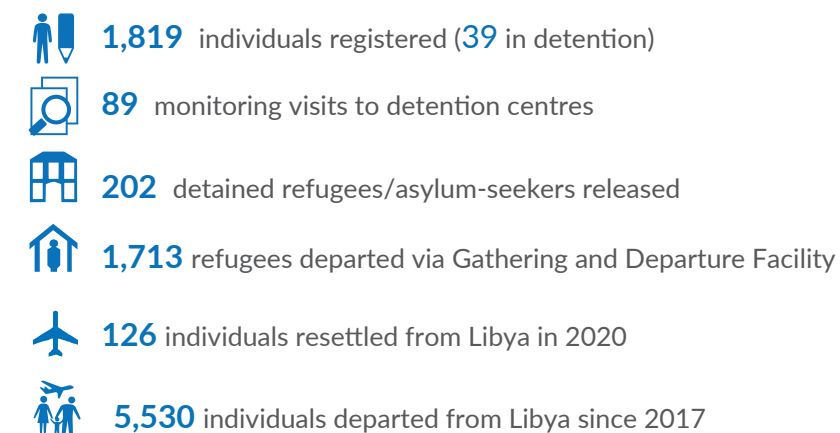 1,819 individuals registered (39 in detention)
89 monitoring visits to detention centres
202 detained refugees/asylum-seekers released
1,713 refugees departed via Gathering and Departure Facility
126 individuals resettled from Libya in 2020
5,530 individuals departed from Libya since 2017